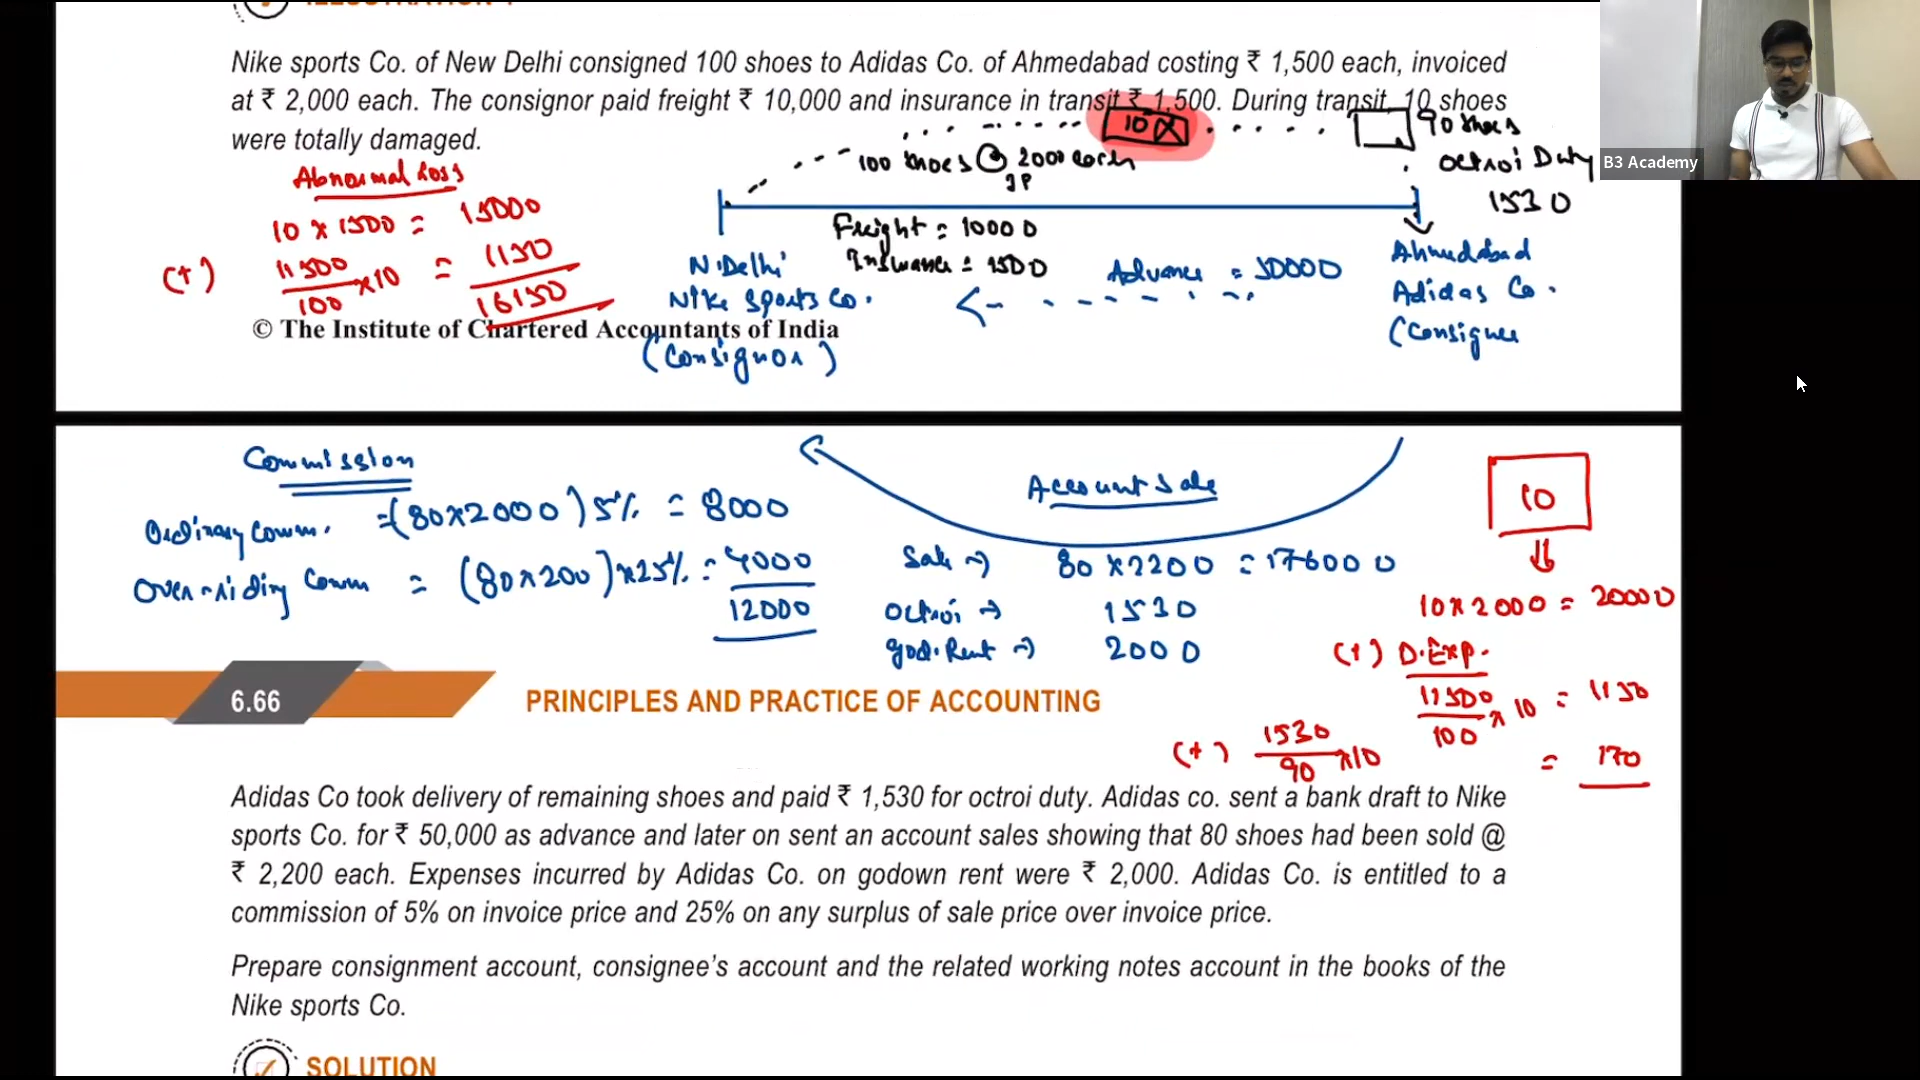 ILLUSTRATION
Nike sports Co. of New Delhi consigned 100 shoes to Adidas Co. of Ahmedabad costing ₹ 1,500 each, invoiced
at ₹ 2,000 each. The consignor paid freight ₹ 10,000 and insurance in transit ₹ 1,500. During transit, 10 shoes
were totally damaged.
10
90 shoes
100 shoes @ 2000 each
IP
Octroi Duty
1530
B3 Academy
Abnormal Loss
10 x 1500 = 15000
(+) 11500/100 x10 = 1150
16150
Freight = 10000
Insurance = 1500
N.Delhi
Nike Sports Co.
(Consignor)
Advance = 50000
Ahmedabad
Adidas Co.
(Consignee
© The Institute of Chartered Accountants of India
Commission
Ordinary Comm. =(80x2000)5% = 8000
Over-riding Comm = (80x200)x25% = 4000
12000
Account Sale
Sale → 80 x 2200 = 176000
Octroi → 1530
God.Rent → 2000
10
10x2000 = 20000
(+) D.Exp.
11500/100 x 10 = 1150
(+) 1530/90 x10 = 170
6.66
PRINCIPLES AND PRACTICE OF ACCOUNTING
Adidas Co took delivery of remaining shoes and paid ₹ 1,530 for octroi duty. Adidas co. sent a bank draft to Nike
sports Co. for ₹ 50,000 as advance and later on sent an account sales showing that 80 shoes had been sold @
₹ 2,200 each. Expenses incurred by Adidas Co. on godown rent were ₹ 2,000. Adidas Co. is entitled to a
commission of 5% on invoice price and 25% on any surplus of sale price over invoice price.
Prepare consignment account, consignee's account and the related working notes account in the books of the
Nike sports Co.
SOLUTION